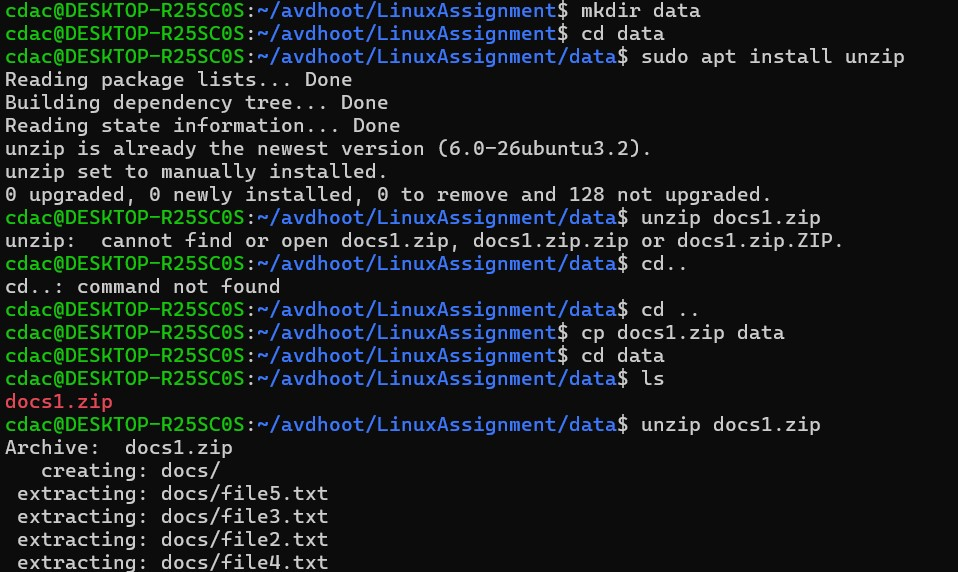 cdac@DESKTOP-R25SC0S:~/avdhoot/LinuxAssignment$ mkdir data
cdac@DESKTOP-R25SC0S:~/avdhoot/LinuxAssignment$ cd data
cdac@DESKTOP-R25SC0S:~/avdhoot/LinuxAssignment/data$ sudo apt install unzip
Reading package lists... Done
Building dependency tree... Done
Reading state information... Done
unzip is already the newest version (6.0-26ubuntu3.2).
unzip set to manually installed.
0 upgraded, 0 newly installed, 0 to remove and 128 not upgraded.
cdac@DESKTOP-R25SC0S:~/avdhoot/LinuxAssignment/data$ unzip docs1.zip
unzip:  cannot find or open docs1.zip, docs1.zip.zip or docs1.zip.ZIP.
cdac@DESKTOP-R25SC0S:~/avdhoot/LinuxAssignment/data$ cd..
cd..: command not found
cdac@DESKTOP-R25SC0S:~/avdhoot/LinuxAssignment/data$ cd ..
cdac@DESKTOP-R25SC0S:~/avdhoot/LinuxAssignment$ cp docs1.zip data
cdac@DESKTOP-R25SC0S:~/avdhoot/LinuxAssignment$ cd data
cdac@DESKTOP-R25SC0S:~/avdhoot/LinuxAssignment/data$ ls
docs1.zip
cdac@DESKTOP-R25SC0S:~/avdhoot/LinuxAssignment/data$ unzip docs1.zip
Archive:  docs1.zip
   creating: docs/
 extracting: docs/file5.txt
 extracting: docs/file3.txt
 extracting: docs/file2.txt
 extracting: docs/file4.txt